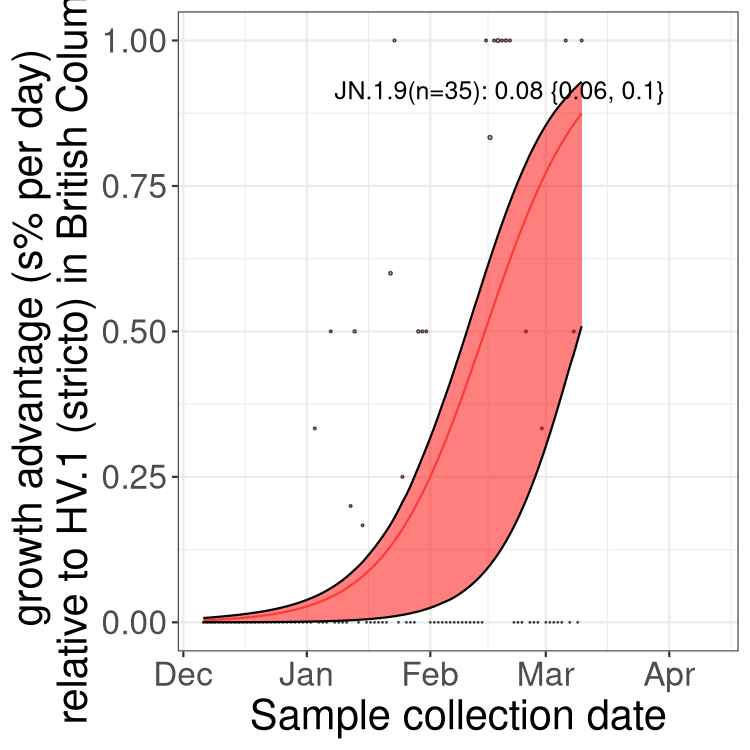 growth advantage (s% per day)
relative to HV.1 (stricto) in British Colum
1.00
0.75
0.50
0.25
0.00
JN.1.9(n=35): 0.08 {0.06, 0.1}
Dec Jan Feb Mar Apr
Sample collection date